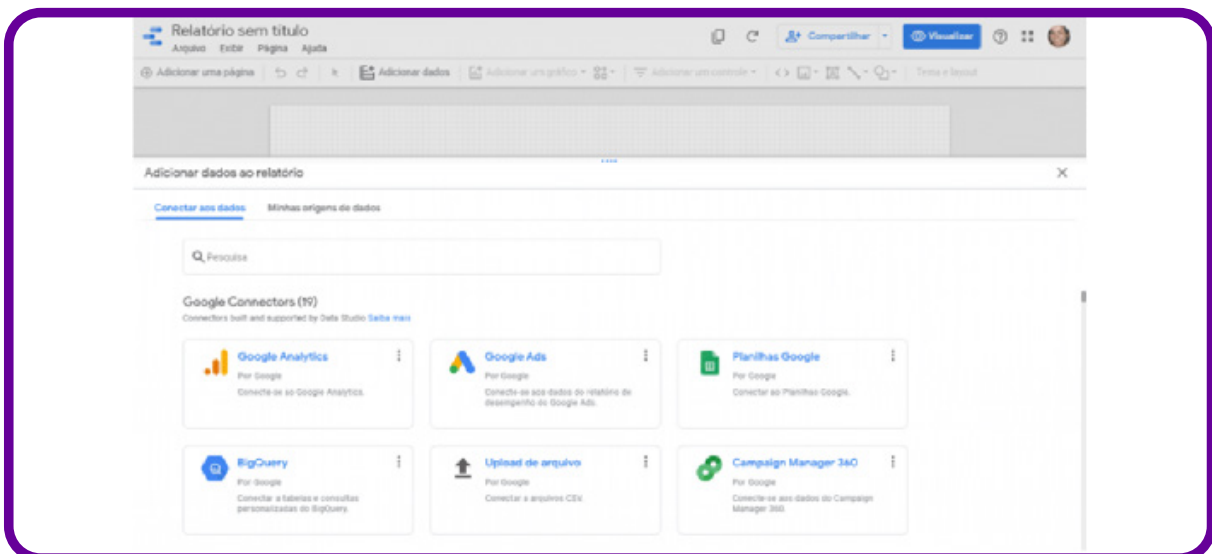 Relatório sem título
Arquivo Exibir Página Ajuda
Compartilhar
Visualizar
Adicionar uma página
Adicionar dados
Adicionar um gráfico
Adicionar um controle
Tema e layout
Adicionar dados ao relatório
Conectar aos dados
Minhas origens de dados
Pesquisa
Google Connectors (19)
Connectors built and supported by Data Studio Saiba mais
Google Analytics
Por Google
Conecte-se ao Google Analytics.
Google Ads
Por Google
Conecte-se aos dados do relatório de
desempenho do Google Ads.
Planilhas Google
Por Google
Conectar ao Planilhas Google.
BigQuery
Por Google
Conectar a tabelas e consultas
personalizadas do BigQuery.
Upload de arquivo
Por Google
Conectar a arquivos CSV.
Campaign Manager 360
Por Google
Conecte-se aos dados do Campaign
Manager 360.